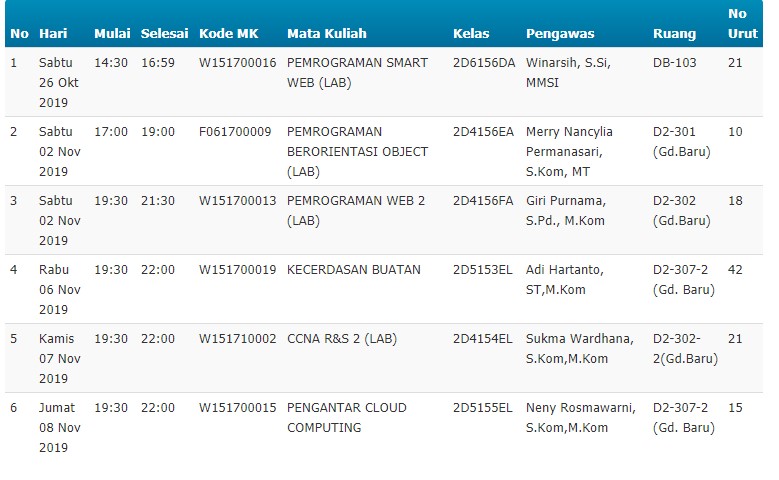 No Hari Mulai Selesai Kode MK Mata Kuliah Kelas Pengawas Ruang No Urut
1 Sabtu 14:30 16:59 W151700016 PEMROGRAMAN SMART 2D6156DA Winarsih, S.Si, DB-103 21
26 Okt WEB (LAB) MMSI
2019
2 Sabtu 17:00 19:00 F061700009 PEMROGRAMAN 2D4156EA Merry Nancylia D2-301 10
02 Nov BERORIENTASI OBJECT Permanasari, (Gd.Baru)
2019 (LAB) S.Kom, MT
3 Sabtu 19:30 21:30 W151700013 PEMROGRAMAN WEB 2 2D4156FA Giri Purnama, D2-302 18
02 Nov (LAB) S.Pd., M.Kom (Gd.Baru)
2019
4 Rabu 19:30 22:00 W151700019 KECERDASAN BUATAN 2D5153EL Adi Hartanto, D2-307-2 42
06 Nov ST,M.Kom (Gd. Baru)
2019
5 Kamis 19:30 22:00 W151710002 CCNA R&S 2 (LAB) 2D4154EL Sukma Wardhana, D2-302- 21
07 Nov S.Kom,M.Kom 2(Gd.Baru)
2019
6 Jumat 19:30 22:00 W151700015 PENGANTAR CLOUD 2D5155EL Neny Rosmawarni, D2-307-2 15
08 Nov COMPUTING S.Kom,M.Kom (Gd. Baru)
2019